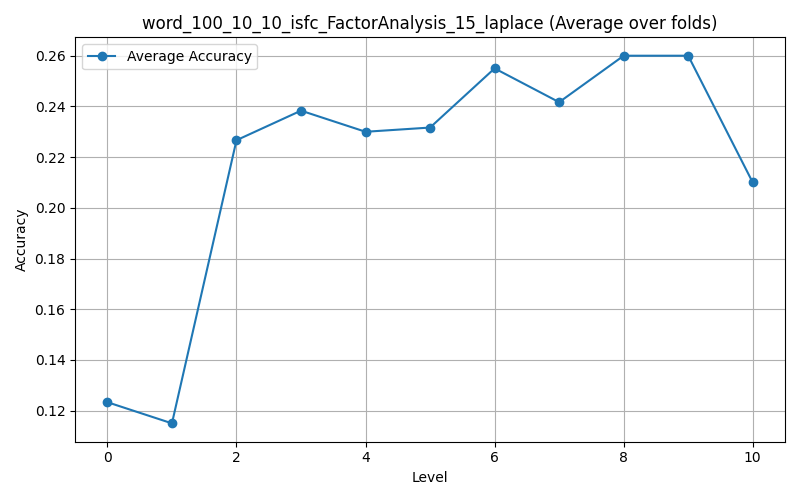 word_100_10_10_isfc_FactorAnalysis_15_laplace (Average over folds)
Average Accuracy
0.26
0.24
0.22
0.20
0.18
0.16
0.14
0.12
Accuracy
0 2 4 6 8 10
Level